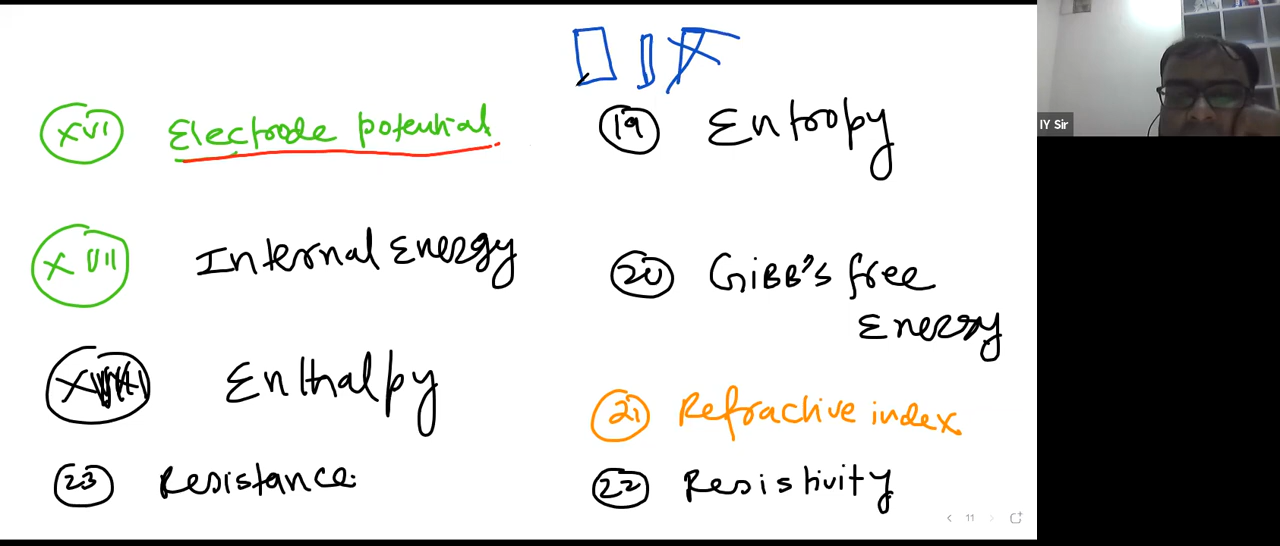 XVI Electrode potential
XVII Internal Energy
Enthalpy
23 Resistance
19 Entropy
20 GiBB's free
Energy
21 Refractive index
22 Resistivity
IY Sir
11